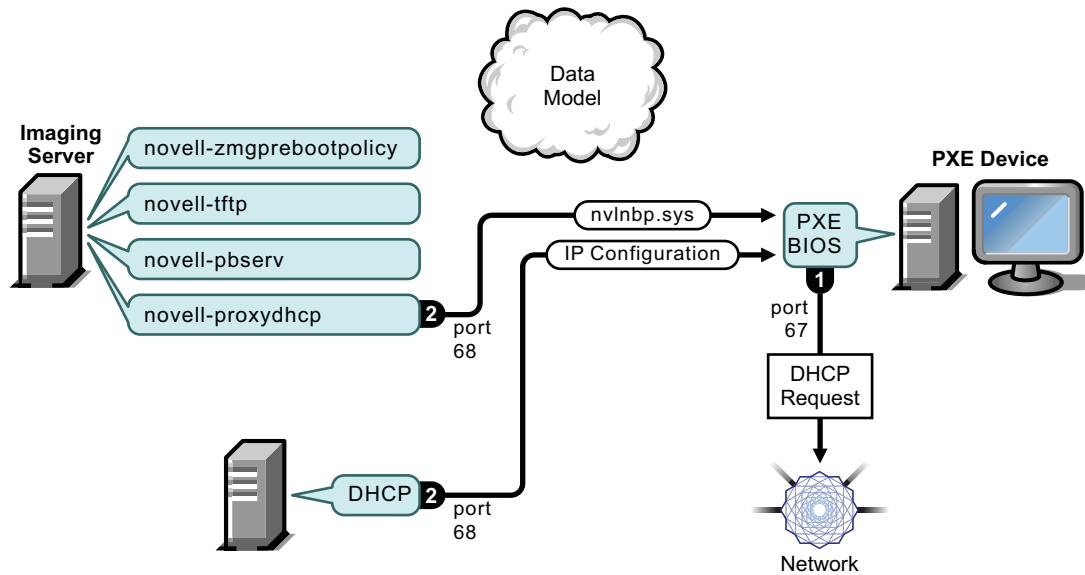 Data
Model
Imaging
Server
novell-zmgprebootpolicy
novell-tftp
novell-pbserv
novell-proxydhcp
2
port
68
nvlnbp.sys
IP Configuration
PXE
BIOS
PXE Device
1
port
67
DHCP
Request
DHCP
2
port
68
Network